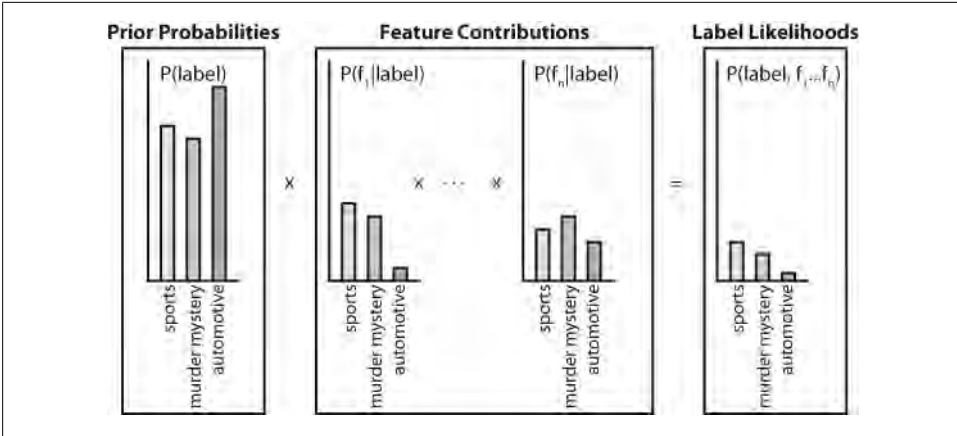 Prior Probabilities
Feature Contributions
Label Likelihoods
P(label)
P(f₁|label)
P(fₙ|label)
P(label, f₁...fₙ)
x
x ... x
=
sports
murder mystery
automotive
sports
murder mystery
automotive
sports
murder mystery
automotive
sports
murder mystery
automotive